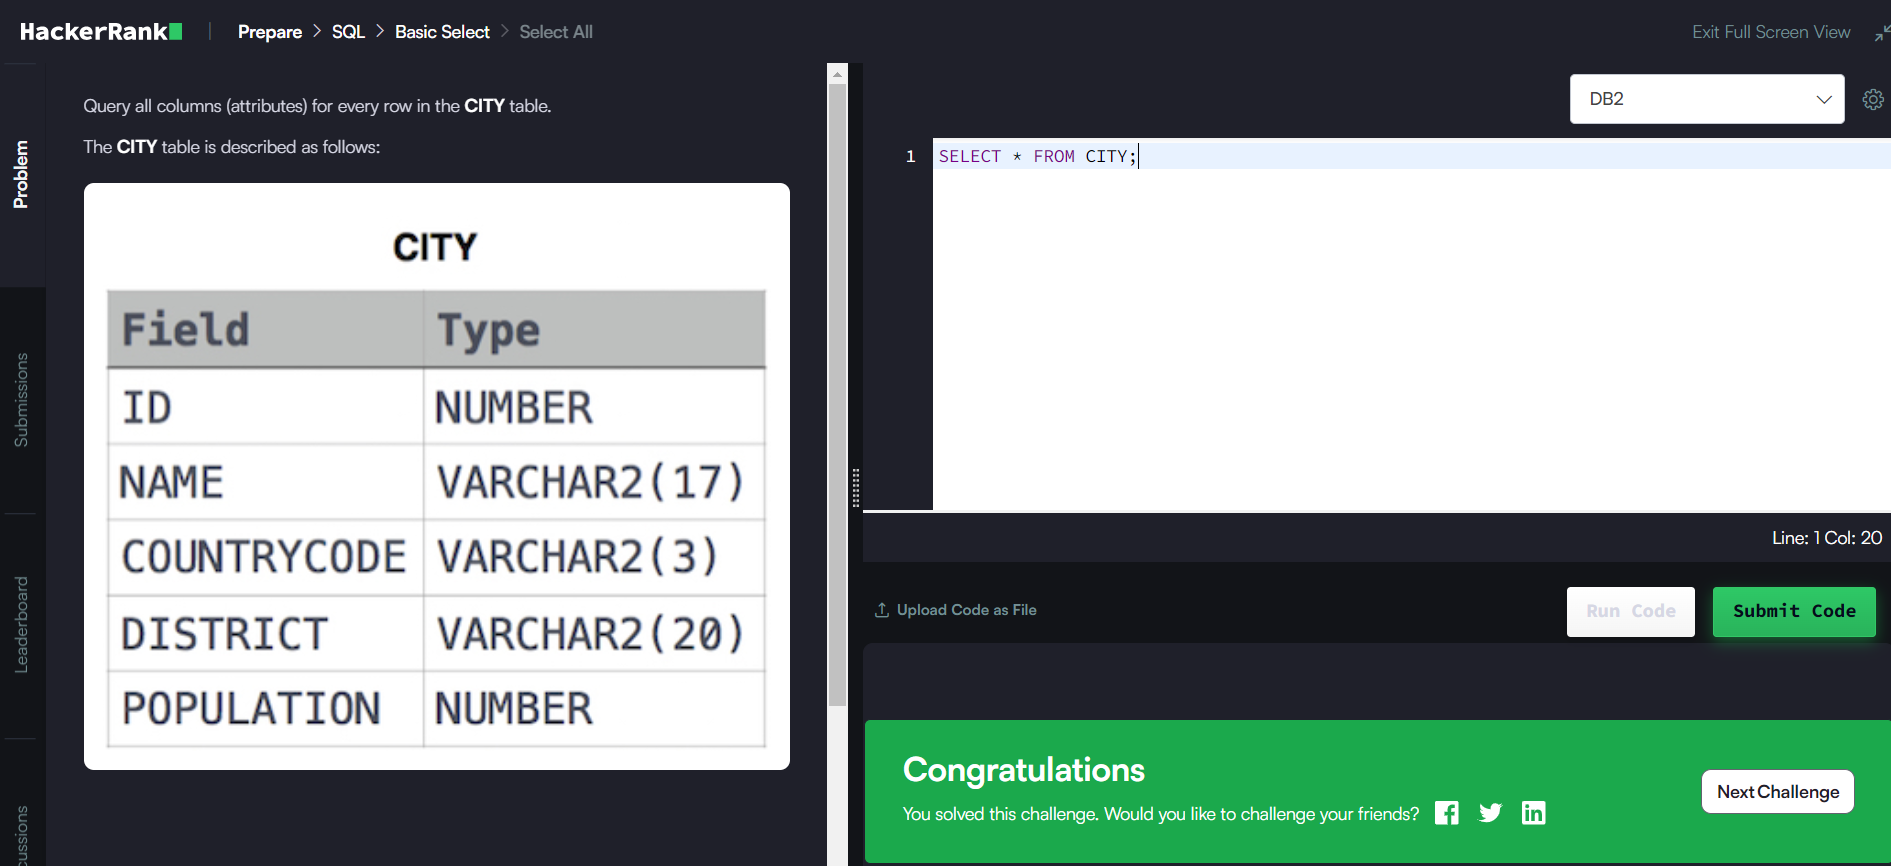 HackerRank
Prepare > SQL > Basic Select > Select All
Exit Full Screen View
Problem
Submissions
Leaderboard
Query all columns (attributes) for every row in the CITY table.
The CITY table is described as follows:
CITY
Field Type
ID NUMBER
NAME VARCHAR2(17)
COUNTRYCODE VARCHAR2(3)
DISTRICT VARCHAR2(20)
POPULATION NUMBER
DB2
1 SELECT * FROM CITY;
Line: 1 Col: 20
Upload Code as File
Run Code
Submit Code
Congratulations
You solved this challenge. Would you like to challenge your friends?
Next Challenge